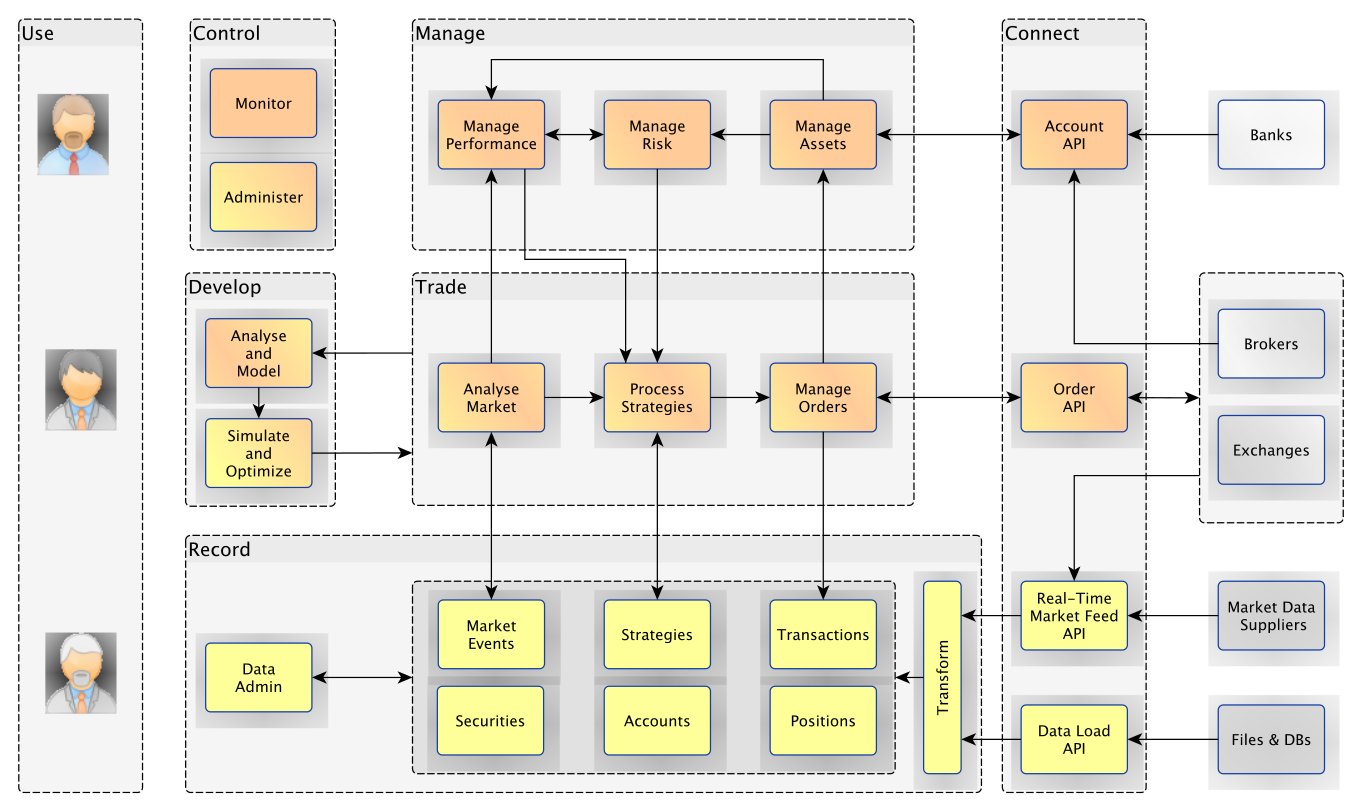 Use
Control
Monitor
Administer
Manage
Manage
Performance
Manage
Risk
Manage
Assets
Connect
Account
API
Banks
Develop
Analyse
and
Model
Simulate
and
Optimize
Trade
Analyse
Market
Process
Strategies
Manage
Orders
Order
API
Brokers
Exchanges
Record
Data
Admin
Market
Events
Strategies
Transactions
Securities
Accounts
Positions
Transform
Real-Time
Market Feed
API
Data Load
API
Market Data
Suppliers
Files & DBs